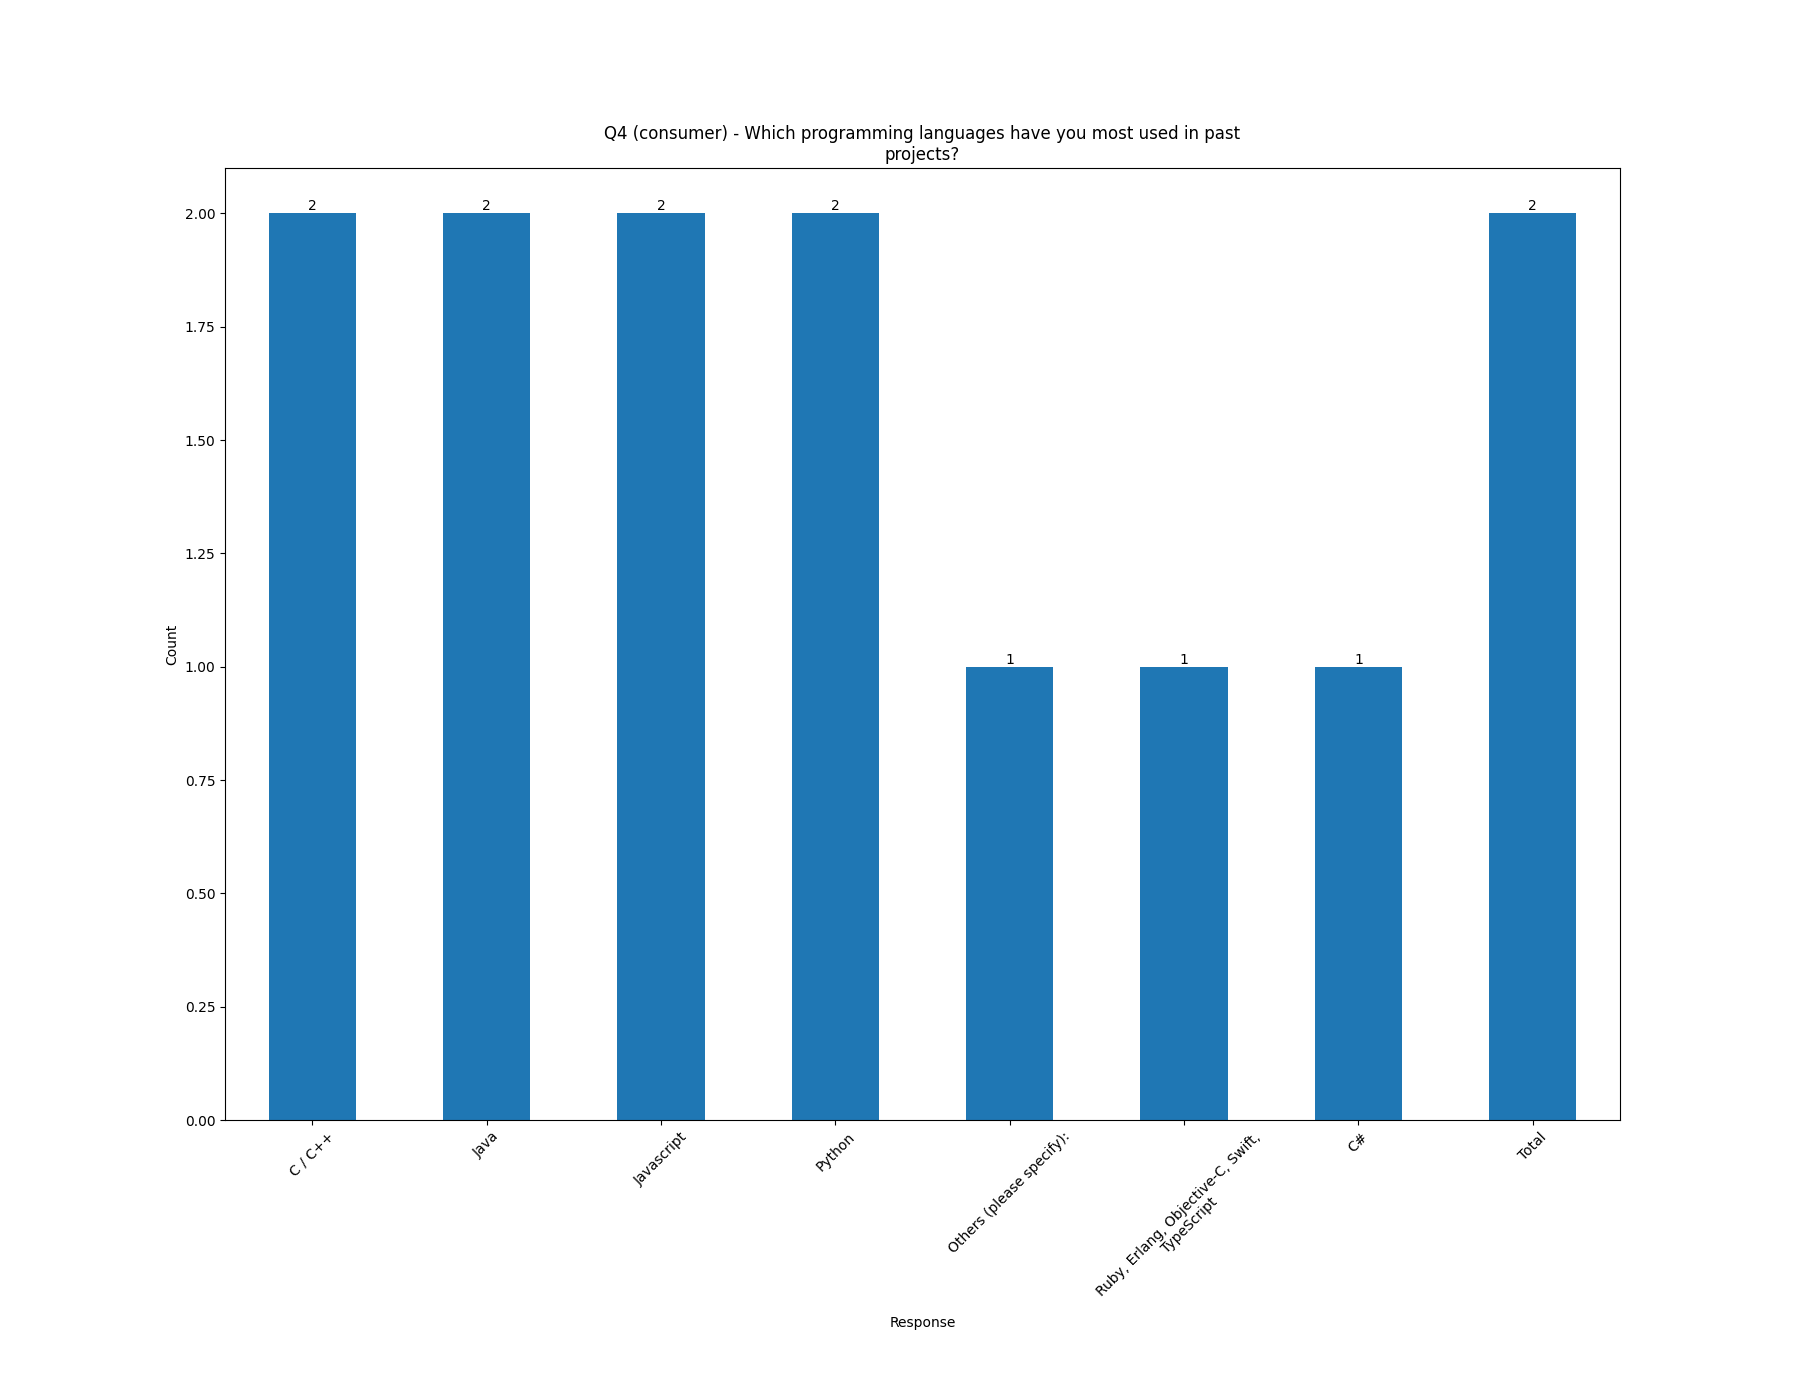 Q4 (consumer) - Which programming languages have you most used in past
projects?
2 2 2 2 1 1 1 2
2.00
1.75
1.50
1.25
1.00
0.75
0.50
0.25
0.00
Count
C / C++
Java
Javascript
Python
Others (please specify):
Ruby, Erlang, Objective-C, Swift,
TypeScript
C#
Total
Response